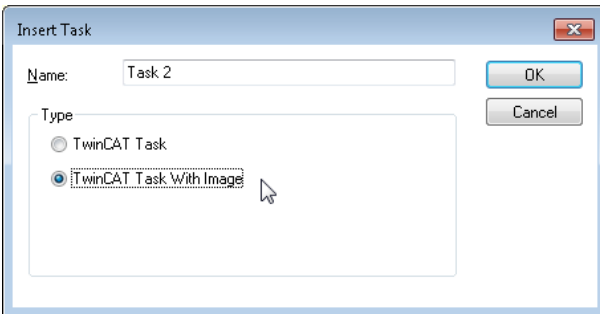 Insert Task
Name: Task 2
OK
Cancel
Type
TwinCAT Task
TwinCAT Task With Image